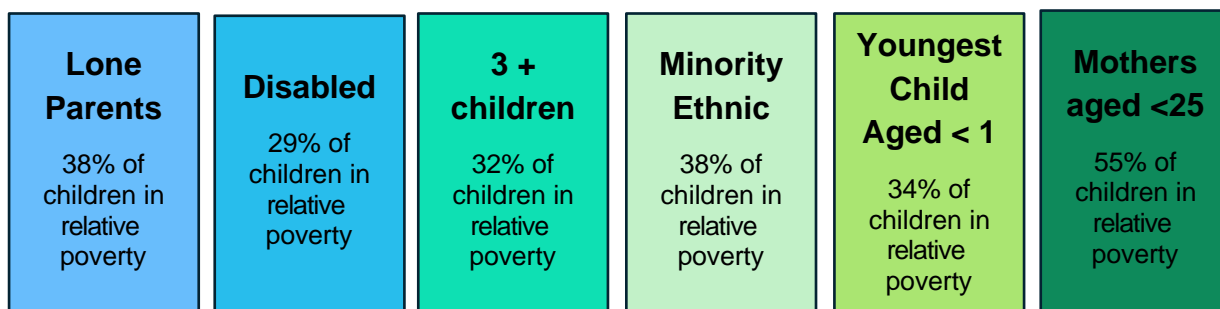 Lone
Parents
38% of
children in
relative
poverty
Disabled
29% of
children in
relative
poverty
3 +
children
32% of
children in
relative
poverty
Minority
Ethnic
38% of
children in
relative
poverty
Youngest
Child
Aged < 1
34% of
children in
relative
poverty
Mothers
aged <25
55% of
children in
relative
poverty